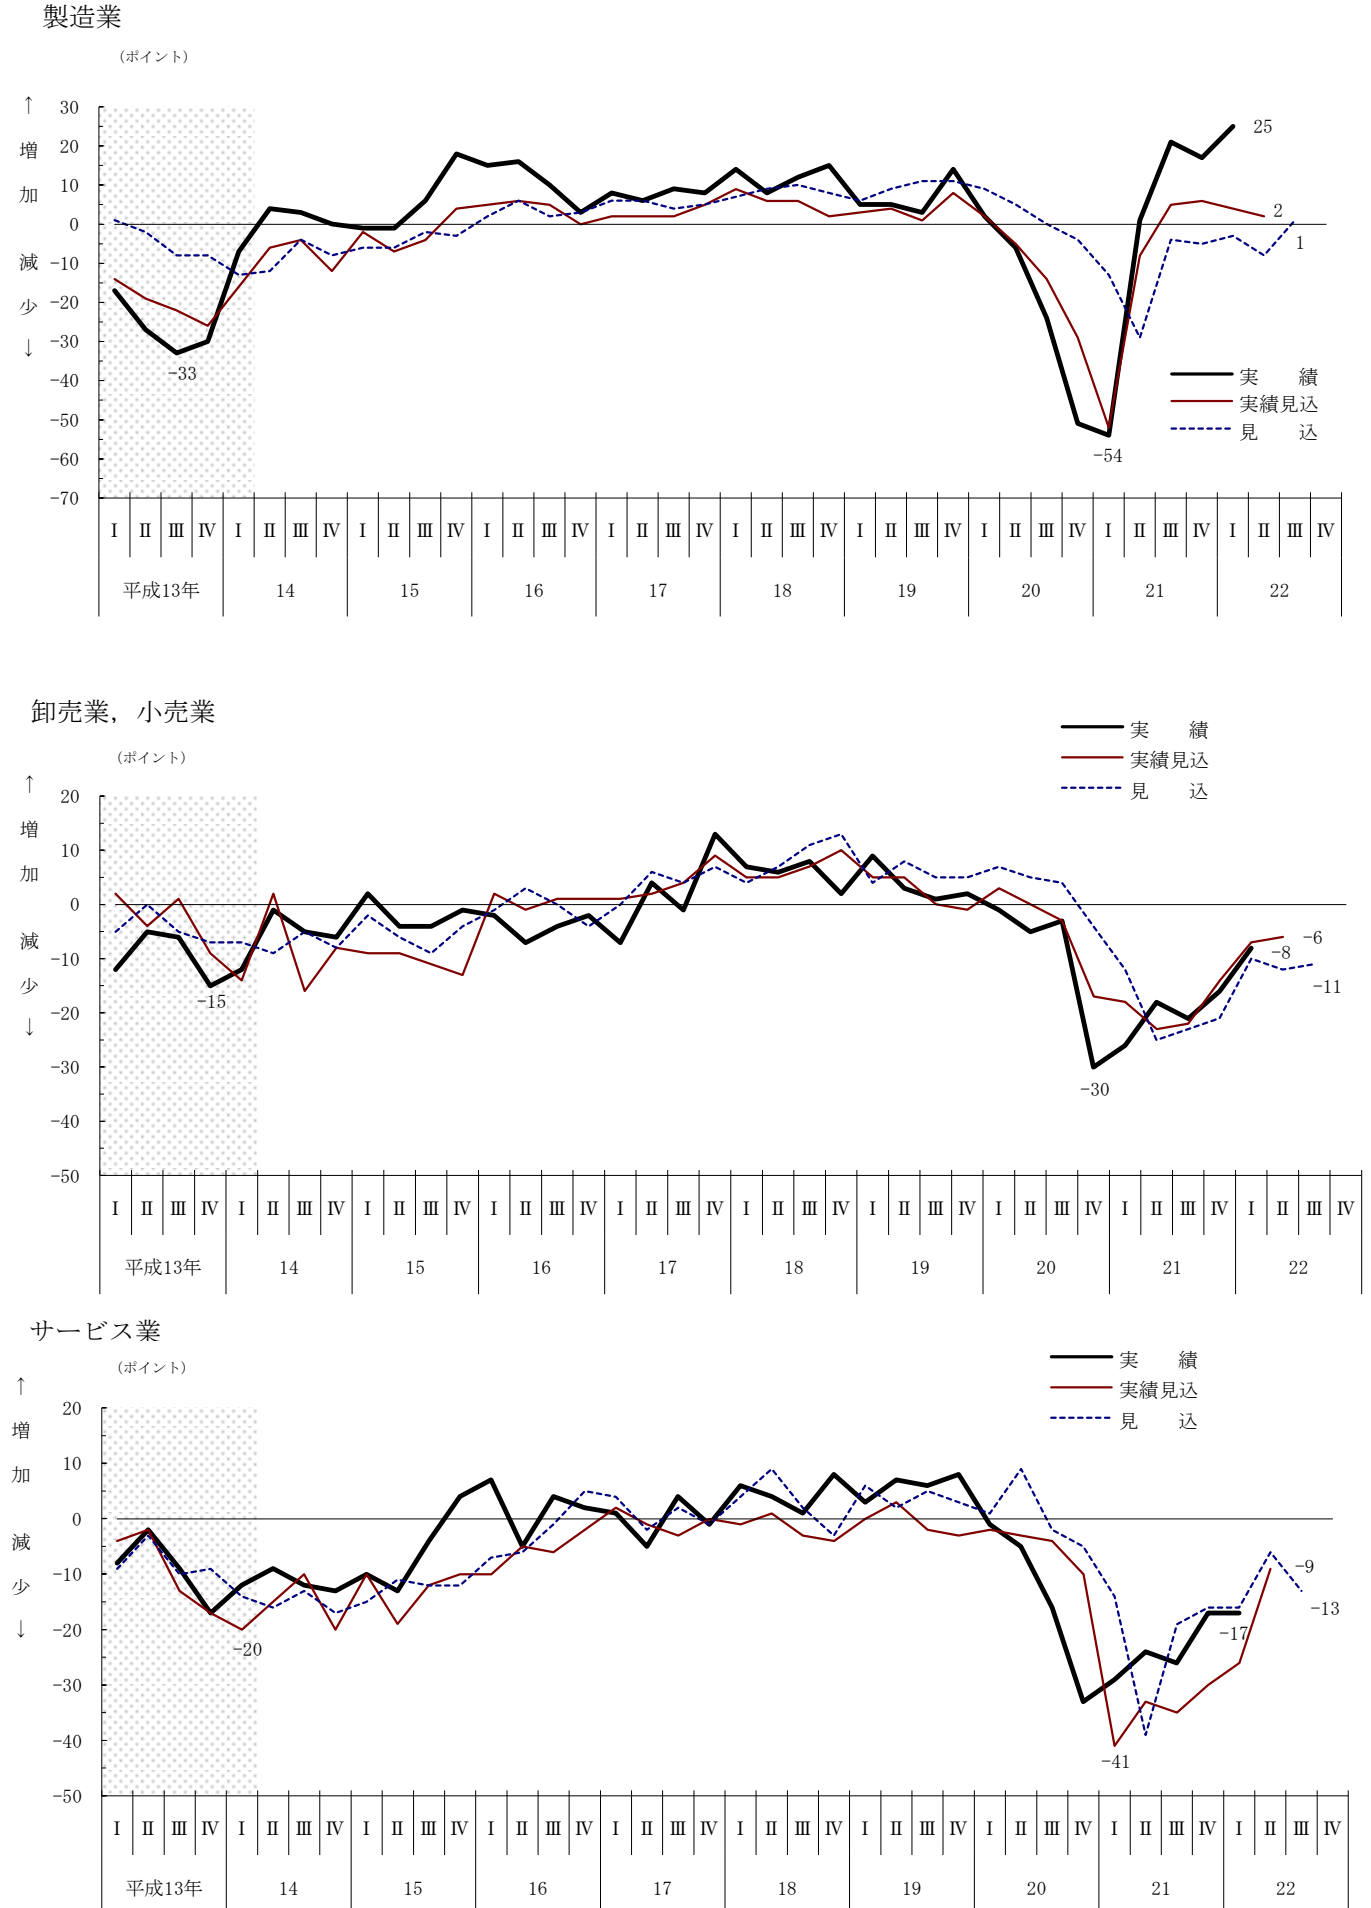 製造業
(ポイント)
↑
増
加
減
少
↓
30
20
10
0
-10
-20
-30
-40
-50
-60
-70
25
2
1
-33
-54
実　　績
実績見込
見　　込
Ⅰ Ⅱ Ⅲ Ⅳ Ⅰ Ⅱ Ⅲ Ⅳ Ⅰ Ⅱ Ⅲ Ⅳ Ⅰ Ⅱ Ⅲ Ⅳ Ⅰ Ⅱ Ⅲ Ⅳ Ⅰ Ⅱ Ⅲ Ⅳ Ⅰ Ⅱ Ⅲ Ⅳ Ⅰ Ⅱ Ⅲ Ⅳ Ⅰ Ⅱ Ⅲ Ⅳ Ⅰ Ⅱ Ⅲ Ⅳ
平成13年 14 15 16 17 18 19 20 21 22
卸売業，小売業
(ポイント)
実　　績
実績見込
見　　込
↑
増
加
減
少
↓
20
10
0
-10
-20
-30
-40
-50
-15
-30
-6
-8
-11
Ⅰ Ⅱ Ⅲ Ⅳ Ⅰ Ⅱ Ⅲ Ⅳ Ⅰ Ⅱ Ⅲ Ⅳ Ⅰ Ⅱ Ⅲ Ⅳ Ⅰ Ⅱ Ⅲ Ⅳ Ⅰ Ⅱ Ⅲ Ⅳ Ⅰ Ⅱ Ⅲ Ⅳ Ⅰ Ⅱ Ⅲ Ⅳ Ⅰ Ⅱ Ⅲ Ⅳ Ⅰ Ⅱ Ⅲ Ⅳ
平成13年 14 15 16 17 18 19 20 21 22
サービス業
(ポイント)
実　　績
実績見込
見　　込
↑
増
加
減
少
↓
20
10
0
-10
-20
-30
-40
-50
-20
-41
-9
-13
-17
Ⅰ Ⅱ Ⅲ Ⅳ Ⅰ Ⅱ Ⅲ Ⅳ Ⅰ Ⅱ Ⅲ Ⅳ Ⅰ Ⅱ Ⅲ Ⅳ Ⅰ Ⅱ Ⅲ Ⅳ Ⅰ Ⅱ Ⅲ Ⅳ Ⅰ Ⅱ Ⅲ Ⅳ Ⅰ Ⅱ Ⅲ Ⅳ Ⅰ Ⅱ Ⅲ Ⅳ Ⅰ Ⅱ Ⅲ Ⅳ
平成13年 14 15 16 17 18 19 20 21 22